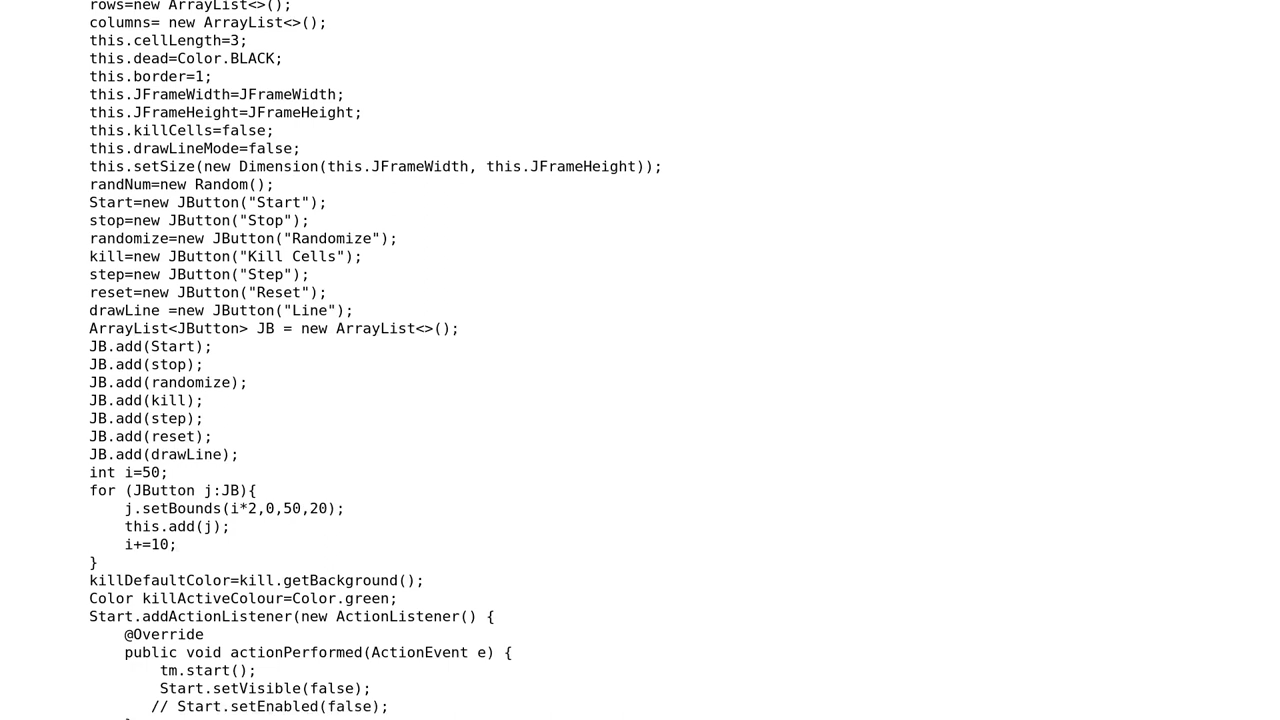 rows=new ArrayList<>();
columns= new ArrayList<>();
this.cellLength=3;
this.dead=Color.BLACK;
this.border=1;
this.JFrameWidth=JFrameWidth;
this.JFrameHeight=JFrameHeight;
this.killCells=false;
this.drawLineMode=false;
this.setSize(new Dimension(this.JFrameWidth, this.JFrameHeight));
randNum=new Random();
Start=new JButton("Start");
stop=new JButton("Stop");
randomize=new JButton("Randomize");
kill=new JButton("Kill Cells");
step=new JButton("Step");
reset=new JButton("Reset");
drawLine =new JButton("Line");
ArrayList<JButton> JB = new ArrayList<>();
JB.add(Start);
JB.add(stop);
JB.add(randomize);
JB.add(kill);
JB.add(step);
JB.add(reset);
JB.add(drawLine);
int i=50;
for (JButton j:JB){
    j.setBounds(i*2,0,50,20);
    this.add(j);
    i+=10;
}
killDefaultColor=kill.getBackground();
Color killActiveColour=Color.green;
Start.addActionListener(new ActionListener() {
    @Override
    public void actionPerformed(ActionEvent e) {
        tm.start();
        Start.setVisible(false);
       // Start.setEnabled(false);